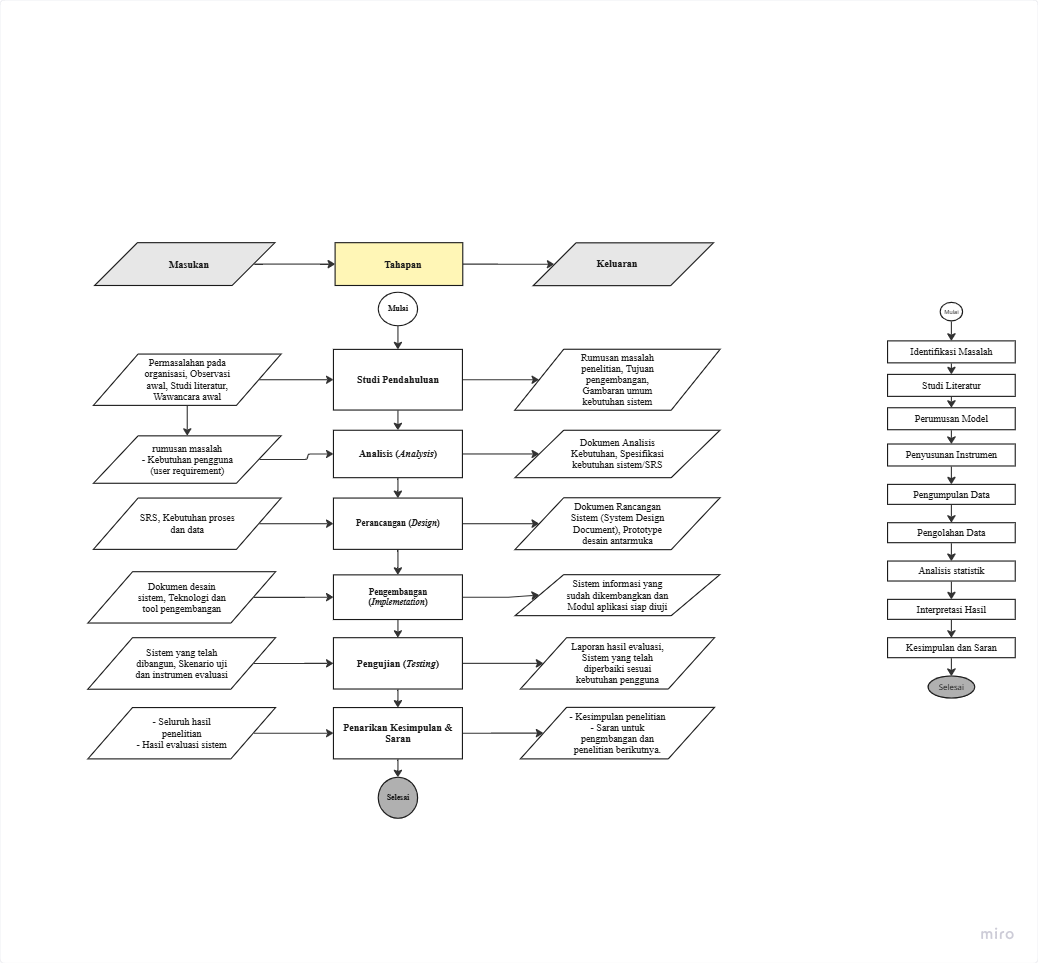 Masukan
Tahapan
Keluaran
Mulai
Permasalahan pada
organisasi, Observasi
awal, Studi literatur,
Wawancara awal
Studi Pendahuluan
Rumusan masalah
penelitian, Tujuan
pengembangan,
Gambaran umum
kebutuhan sistem
rumusan masalah
- Kebutuhan pengguna
(user requirement)
Analisis (Analysis)
Dokumen Analisis
Kebutuhan, Spesifikasi
kebutuhan sistem/SRS
SRS, Kebutuhan proses
dan data
Perancangan (Design)
Dokumen Rancangan
Sistem (System Design
Document), Prototype
desain antarmuka
Dokumen desain
sistem, Teknologi dan
tool pengembangan
Pengembangan
(Implemetation)
Sistem informasi yang
sudah dikembangkan dan
Modul aplikasi siap diuji
Sistem yang telah
dibangun, Skenario uji
dan instrumen evaluasi
Pengujian (Testing)
Laporan hasil evaluasi,
Sistem yang telah
diperbaiki sesuai
kebutuhan pengguna
- Seluruh hasil
penelitian
- Hasil evaluasi sistem
Penarikan Kesimpulan &
Saran
- Kesimpulan penelitian
- Saran untuk
pengmbangan dan
penelitian berikutnya.
Selesai
Mulai
Identifikasi Masalah
Studi Literatur
Perumusan Model
Penyusunan Instrumen
Pengumpulan Data
Pengolahan Data
Analisis statistik
Interpretasi Hasil
Kesimpulan dan Saran
Selesai
miro